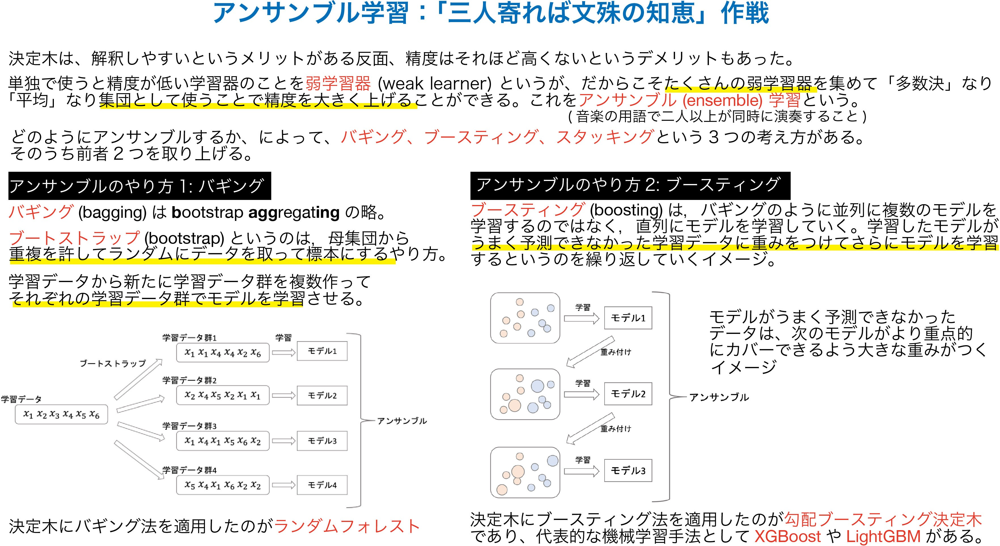 アンサンブル学習：「三人寄れば文殊の知恵」作戦
決定木は、解釈しやすいというメリットがある反面、精度はそれほど高くないというデメリットもあった。
単独で使うと精度が低い学習器のことを弱学習器 (weak learner) というが、だからこそたくさんの弱学習器を集めて「多数決」なり
「平均」なり集団として使うことで精度を大きく上げることができる。これをアンサンブル (ensemble) 学習という。
( 音楽の用語で二人以上が同時に演奏すること )
どのようにアンサンブルするか、によって、バギング、ブースティング、スタッキングという 3 つの考え方がある。
そのうち前者 2 つを取り上げる。
アンサンブルのやり方 1: バギング
バギング (bagging) は bootstrap aggregating の略。
ブートストラップ (bootstrap) というのは，母集団から
重複を許してランダムにデータを取って標本にするやり方。
学習データから新たに学習データ群を複数作って
それぞれの学習データ群でモデルを学習させる。
学習データ
x1 x2 x3 x4 x5 x6
ブートストラップ
学習データ群1
x1 x1 x4 x4 x2 x6
学習
モデル1
学習データ群2
x2 x4 x5 x2 x1 x1
モデル2
学習データ群3
x1 x4 x1 x5 x6 x2
モデル3
学習データ群4
x5 x4 x1 x6 x2 x2
モデル4
アンサンブル
決定木にバギング法を適用したのがランダムフォレスト
アンサンブルのやり方 2: ブースティング
ブースティング (boosting) は，バギングのように並列に複数のモデルを
学習するのではなく，直列にモデルを学習していく。学習したモデルが
うまく予測できなかった学習データに重みをつけてさらにモデルを学習
するというのを繰り返していくイメージ。
学習
モデル1
重み付け
学習
モデル2
重み付け
学習
モデル3
アンサンブル
モデルがうまく予測できなかった
データは、次のモデルがより重点的
にカバーできるよう大きな重みがつく
イメージ
決定木にブースティング法を適用したのが勾配ブースティング決定木
であり、代表的な機械学習手法として XGBoost や LightGBM がある。